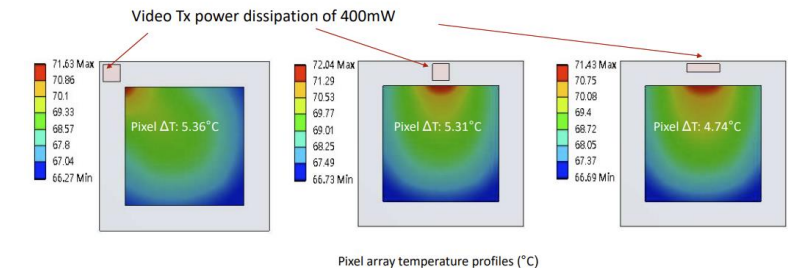 Video Tx power dissipation of 400mW
71.63 Max
70.86
70.1
69.33
68.57
67.8
67.04
66.27 Min
Pixel ΔT: 5.36°C
72.04 Max
71.29
70.53
69.77
69.01
68.25
67.49
66.73 Min
Pixel ΔT: 5.31°C
71.43 Max
70.75
70.08
69.4
68.72
68.05
67.37
66.69 Min
Pixel ΔT: 4.74°C
Pixel array temperature profiles (°C)